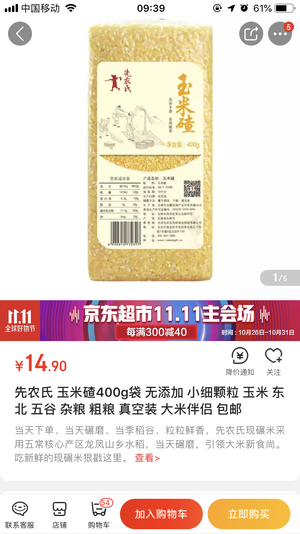 中国移动
09:39
61%
5
先农氏
玉米碴
净含量:400g
产品名称:玉米碴
1/5
11.11
全球好物节
京东超市11.11主会场
每满300减40
活动时间:10月26日-10月31日
¥14.90
降价通知
关注
先农氏 玉米碴400g袋 无添加 小细颗粒 玉米 东
北 五谷 杂粮 粗粮 真空装 大米伴侣 包邮
当天下单、当天碾磨、当季稻谷、粒粒鲜香，先农氏现碾米采
用五常核心产区龙凤山乡水稻，当天碾磨，引领大米新食尚。
吃新鲜的现碾米狠戳这里。 查看>
联系客服
店铺
54
购物车
加入购物车
立即购买